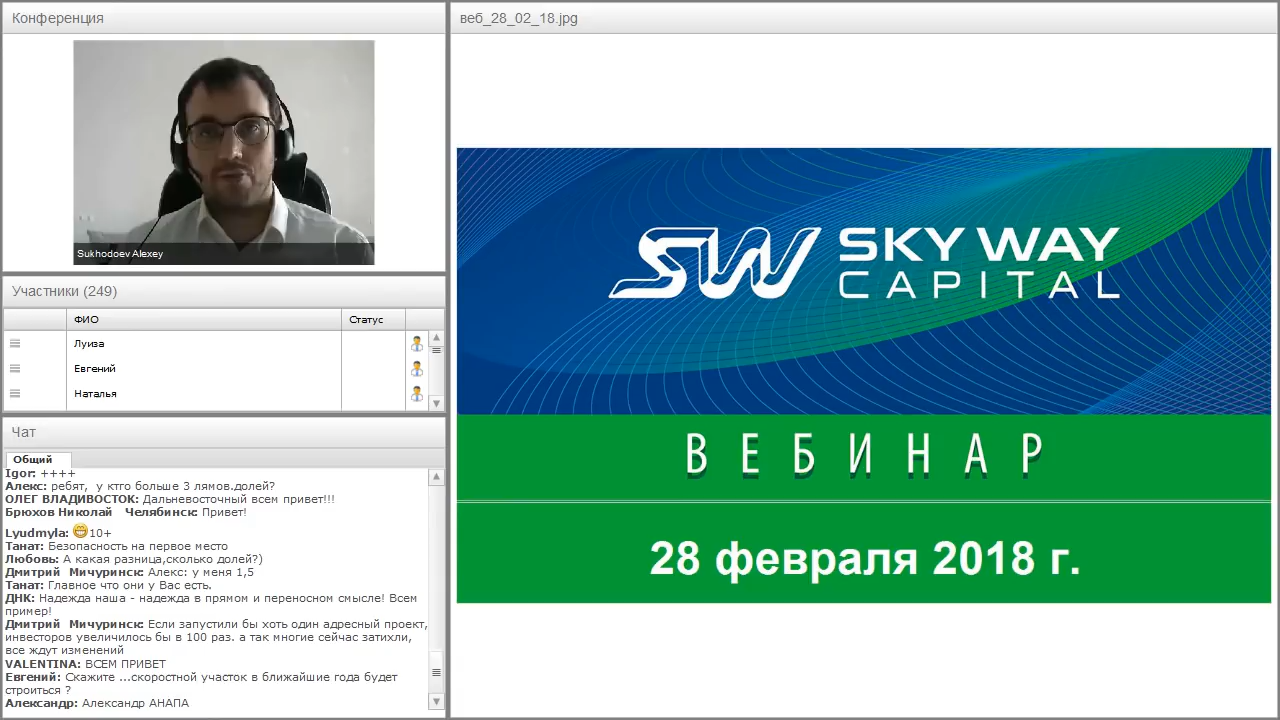 Конференция
Sukhodoev Alexey
Участники (249)
ФИО
Статус
Луиза
Евгений
Наталья
Чат
Общий
Igor: ++++
Алекс: ребят, у ктго больше 3 лямов.долей?
ОЛЕГ ВЛАДИВОСТОК: Дальневосточный всем привет!!!
Брюхов Николай Челябинск: Привет!
Lyudmyla: 10+
Танат: Безопасность на первое место
Любовь: А какая разница,сколько долей?)
Дмитрий Мичуринск: Алекс: у меня 1,5
Танат: Главное что они у Вас есть.
ДНК: Надежда наша - надежда в прямом и переносном смысле! Всем
пример!
Дмитрий Мичуринск: Если запустили бы хоть один адресный проект,
инвесторов увеличилось бы в 100 раз. а так многие сейчас затихли,
все ждут изменений
VALENTINA: ВСЕМ ПРИВЕТ
Евгений: Скажите ...скоростной участок в ближайшие года будет
строиться ?
Александр: Александр АНАПА
веб_28_02_18.jpg
SW SKY WAY
CAPITAL
ВЕБИНАР
28 февраля 2018 г.